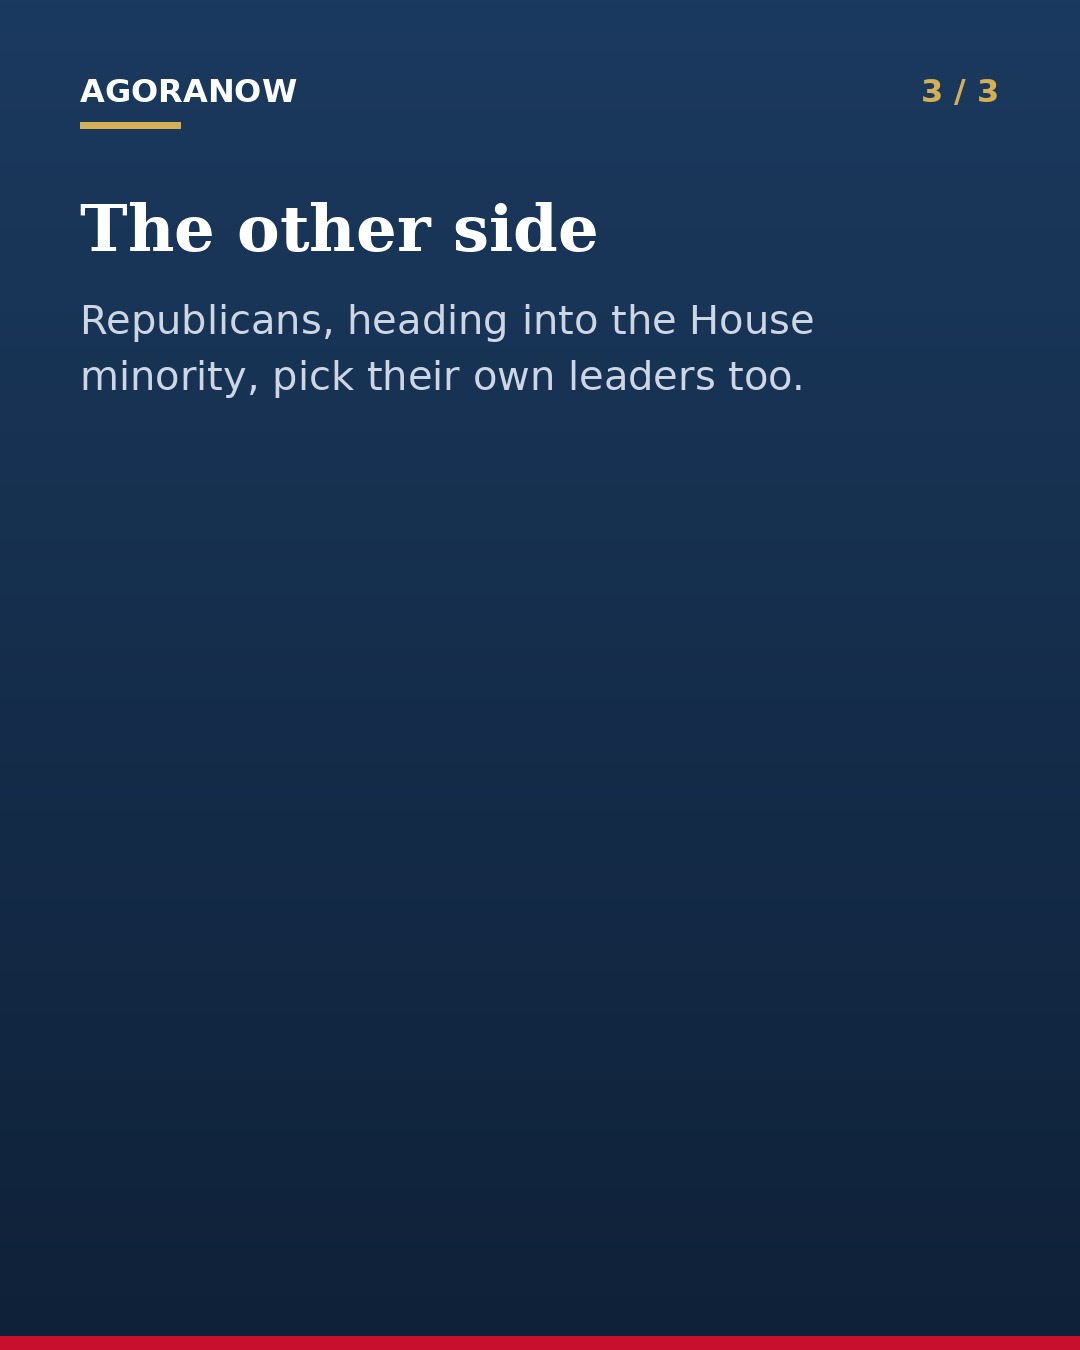 AGORANOW
3 / 3
The other side
Republicans, heading into the House
minority, pick their own leaders too.